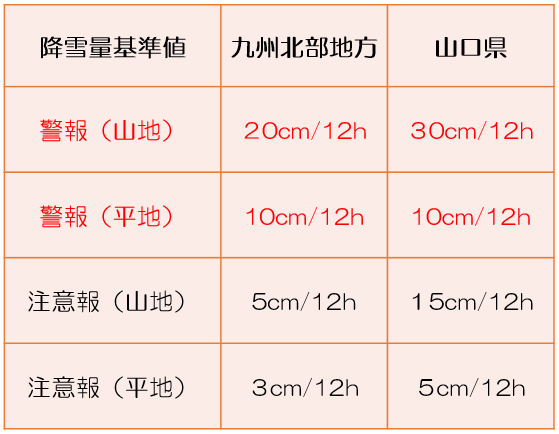 降雪量基準値 九州北部地方 山口県
警報（山地） 20cm/12h 30cm/12h
警報（平地） 10cm/12h 10cm/12h
注意報（山地） 5cm/12h 15cm/12h
注意報（平地） 3cm/12h 5cm/12h